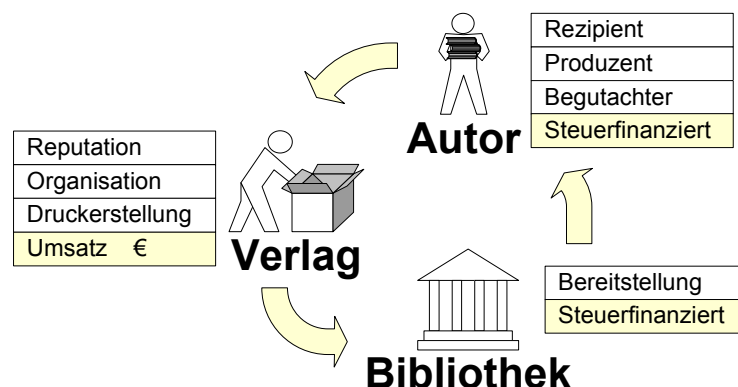 Rezipient
Produzent
Begutachter
Steuerfinanziert
Autor
Reputation
Organisation
Druckerstellung
Umsatz €
Verlag
Bereitstellung
Steuerfinanziert
Bibliothek